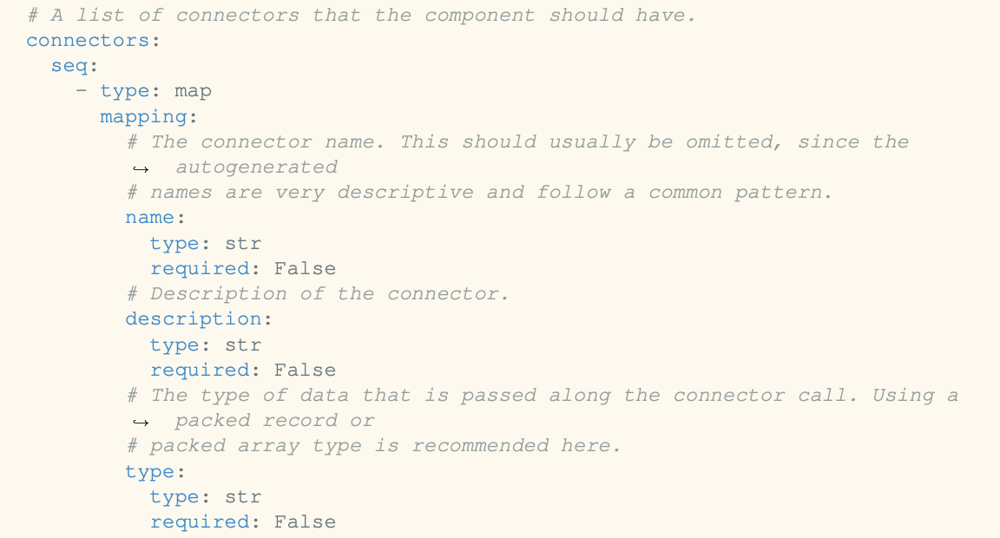 # A list of connectors that the component should have.
connectors:
  seq:
    - type: map
      mapping:
        # The connector name. This should usually be omitted, since the
        ↪  autogenerated
        # names are very descriptive and follow a common pattern.
        name:
          type: str
          required: False
        # Description of the connector.
        description:
          type: str
          required: False
        # The type of data that is passed along the connector call. Using a
        ↪  packed record or
        # packed array type is recommended here.
        type:
          type: str
          required: False